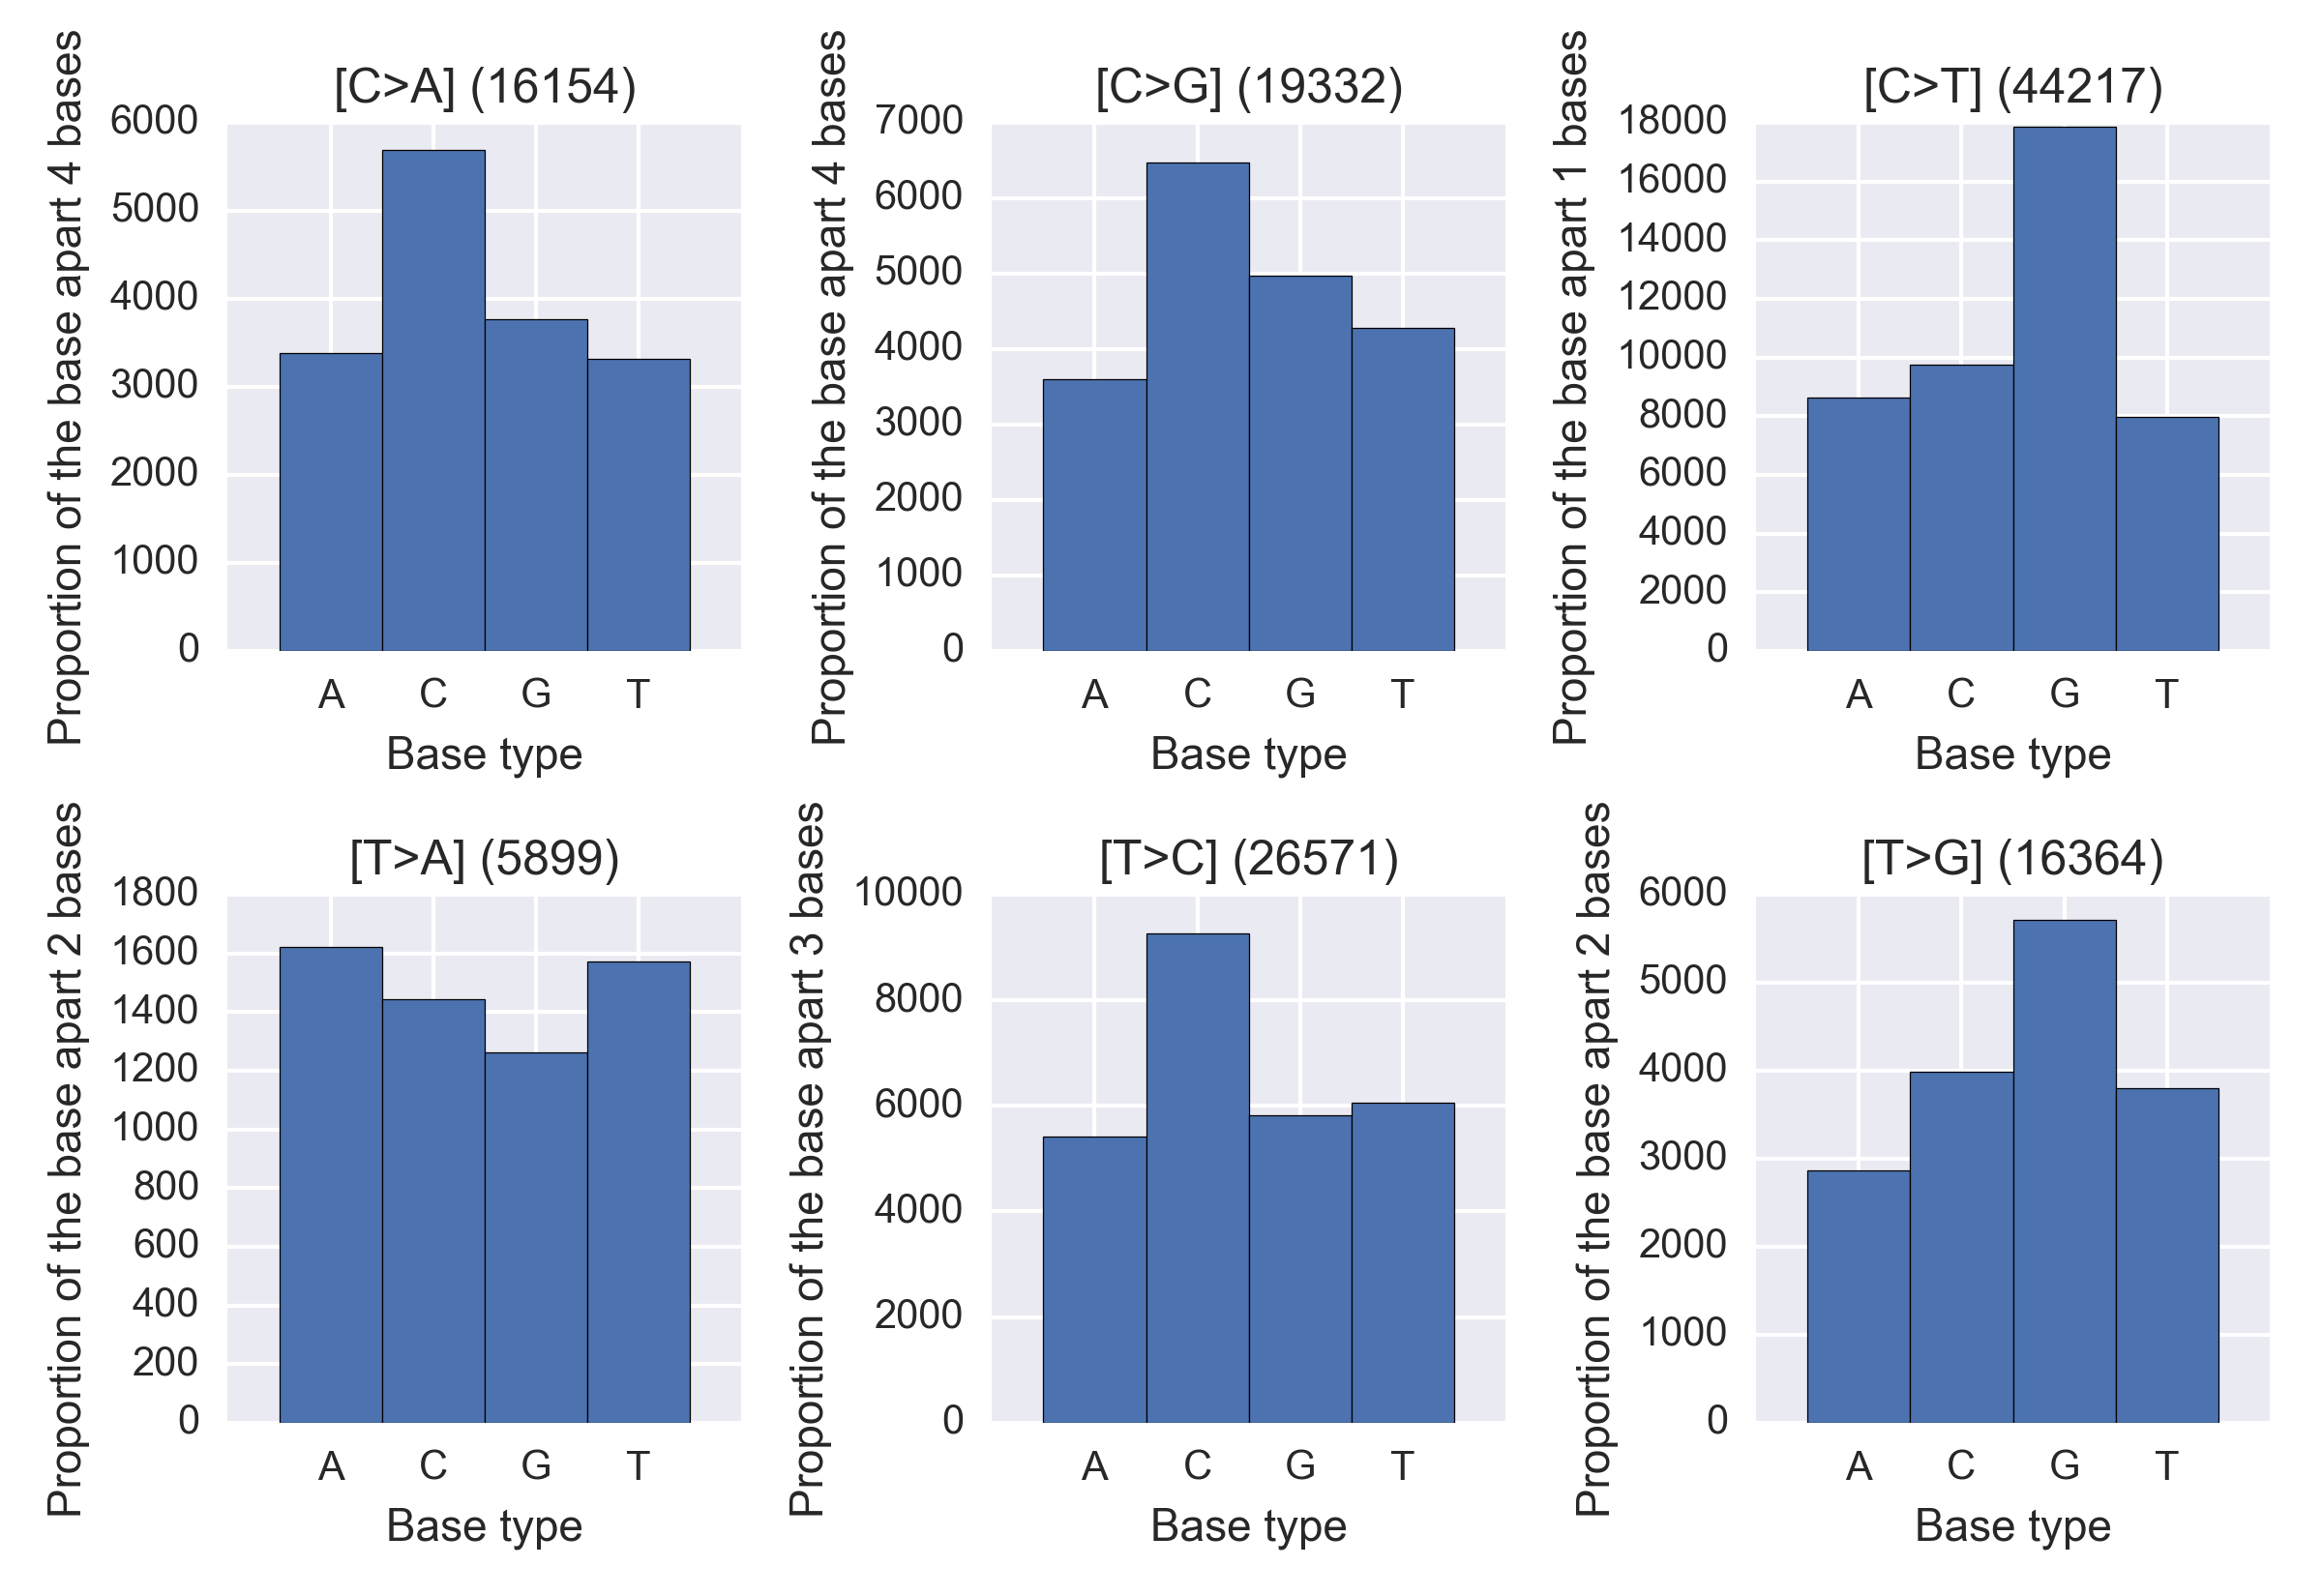 [C>A] (16154)
Proportion of the base apart 4 bases
6000
5000
4000
3000
2000
1000
0
A C G T
Base type
[C>G] (19332)
Proportion of the base apart 4 bases
7000
6000
5000
4000
3000
2000
1000
0
A C G T
Base type
[C>T] (44217)
Proportion of the base apart 1 bases
18000
16000
14000
12000
10000
8000
6000
4000
2000
0
A C G T
Base type
[T>A] (5899)
Proportion of the base apart 2 bases
1800
1600
1400
1200
1000
800
600
400
200
0
A C G T
Base type
[T>C] (26571)
Proportion of the base apart 3 bases
10000
8000
6000
4000
2000
0
A C G T
Base type
[T>G] (16364)
Proportion of the base apart 2 bases
6000
5000
4000
3000
2000
1000
0
A C G T
Base type